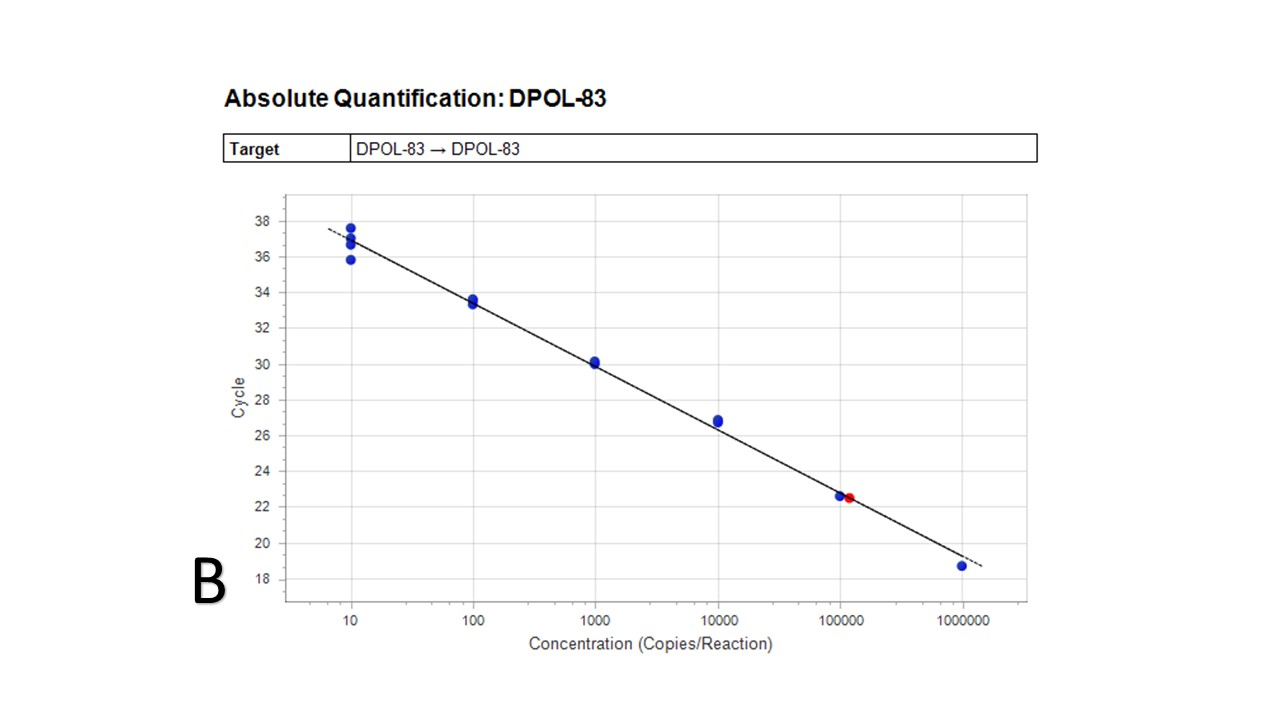 Absolute Quantification: DPOL-83
Target DPOL-83 → DPOL-83
38
36
34
32
30
28
26
24
22
20
18
Cycle
B
10 100 1000 10000 100000 1000000
Concentration (Copies/Reaction)